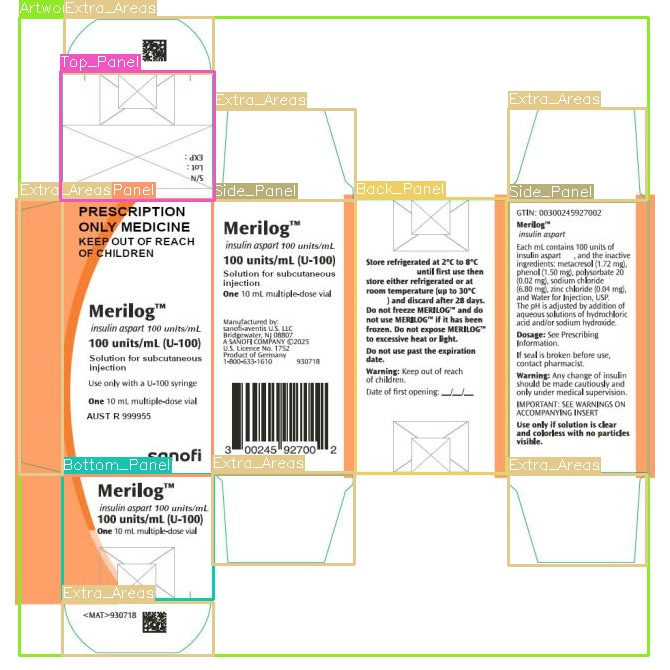 Artwo
Extra_Areas
Top_Panel
S/N
Lot :
EXP :
Extra_Areas
Extra_Areas
Extra_Areas
Panel
PRESCRIPTION
ONLY MEDICINE
KEEP OUT OF REACH
OF CHILDREN
Merilog™
insulin aspart 100 units/mL
100 units/mL (U-100)
Solution for subcutaneous
injection
Use only with a U-100 syringe
One 10 mL multiple-dose vial
AUST R 999955
sanofi
Side_Panel
Merilog™
insulin aspart 100 units/mL
100 units/mL (U-100)
Solution for subcutaneous
injection
One 10 mL multiple-dose vial
Manufactured by:
sanofi-aventis U.S. LLC
Bridgewater, NJ 08807
A SANOFI COMPANY ©2025
U.S. Licence No. 1752
Product of Germany
1-800-633-1610 930718
3 00245 92700 2
Back_Panel
Store refrigerated at 2°C to 8°C
until first use then
store either refrigerated or at
room temperature (up to 30°C
) and discard after 28 days.
Do not freeze MERILOG™ and do
not use MERILOG™ if it has been
frozen. Do not expose MERILOG™
to excessive heat or light.
Do not use past the expiration
date.
Warning: Keep out of reach
of children.
Date of first opening: __/__/__
Side_Panel
GTIN: 00300245927002
Merilog™
insulin aspart
Each mL contains 100 units of
insulin aspart , and the inactive
ingredients: metacresol (1.72 mg),
phenol (1.50 mg), polysorbate 20
(0.02 mg), sodium chloride
(6.80 mg), zinc chloride (0.04 mg),
and Water for Injection, USP.
The pH is adjusted by addition of
aqueous solutions of hydrochloric
acid and/or sodium hydroxide.
Dosage: See Prescribing
Information.
If seal is broken before use,
contact pharmacist.
Warning: Any change of insulin
should be made cautiously and
only under medical supervision.
IMPORTANT: SEE WARNINGS ON
ACCOMPANYING INSERT
Use only if solution is clear
and colorless with no particles
visible.
Bottom_Panel
Merilog™
insulin aspart 100 units/mL
100 units/mL (U-100)
One 10 mL multiple-dose vial
Extra_Areas
Extra_Areas
Extra_Areas
<MAT>930718